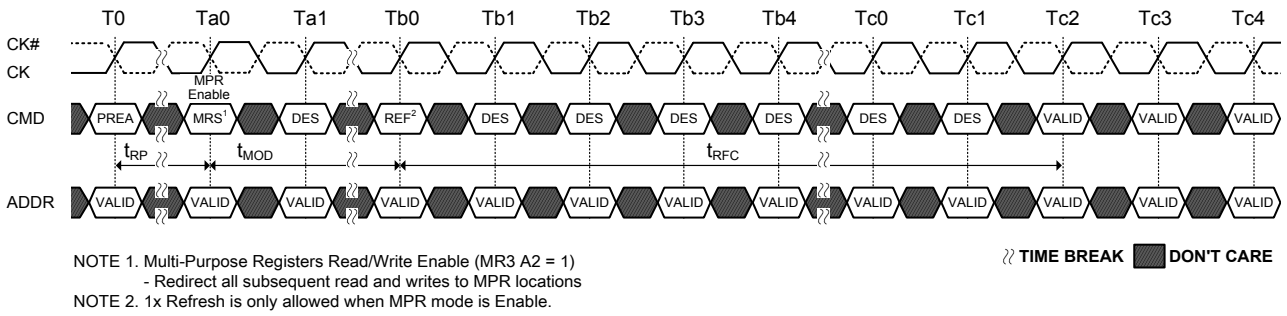 T0 Ta0 Ta1 Tb0 Tb1 Tb2 Tb3 Tb4 Tc0 Tc1 Tc2 Tc3 Tc4
CK#
CK
MPR
Enable
CMD PREA MRS1 DES REF2 DES DES DES DES DES DES VALID VALID VALID
tRP tMOD tRFC
ADDR VALID VALID VALID VALID VALID VALID VALID VALID VALID VALID VALID VALID VALID
NOTE 1. Multi-Purpose Registers Read/Write Enable (MR3 A2 = 1)
- Redirect all subsequent read and writes to MPR locations
NOTE 2. 1x Refresh is only allowed when MPR mode is Enable.
TIME BREAK DON'T CARE